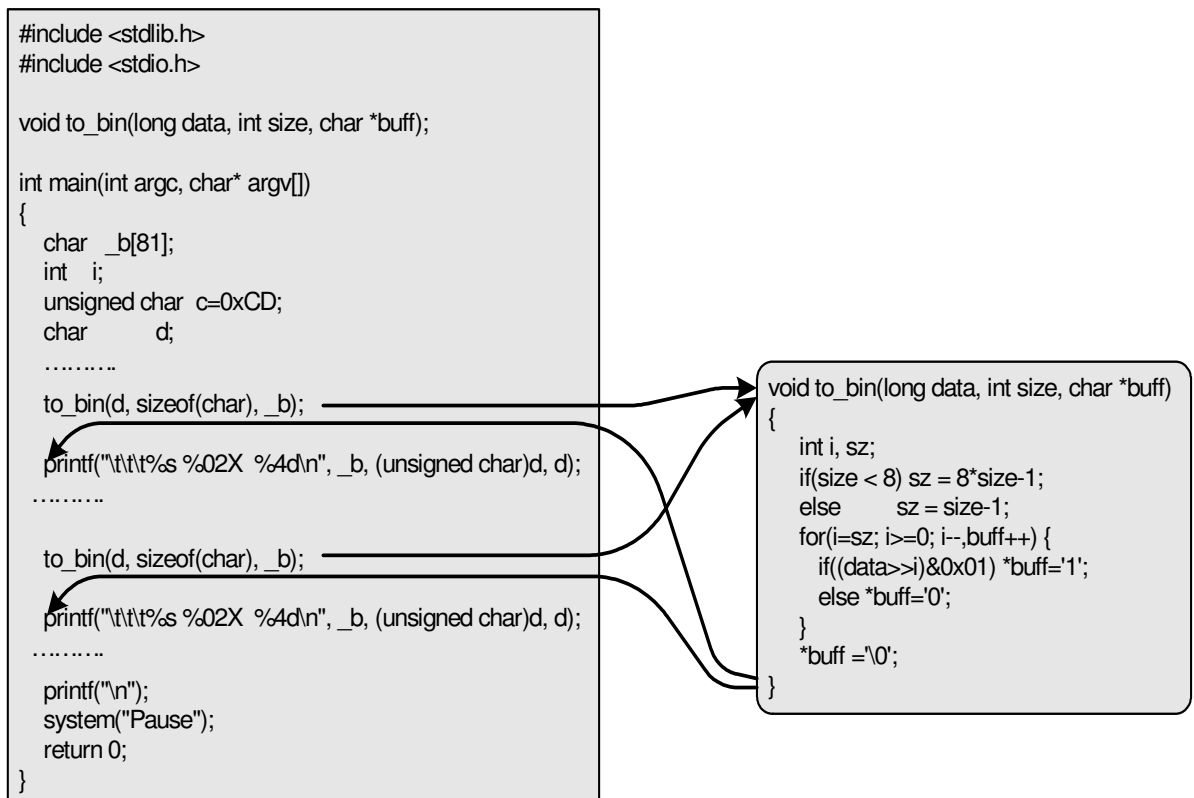 #include <stdlib.h>
#include <stdio.h>
void to_bin(long data, int size, char *buff);
int main(int argc, char* argv[])
{
char _b[81];
int i;
unsigned char c=0xCD;
char d;
……….
to_bin(d, sizeof(char), _b);
printf("\t\t\t%s %02X %4d\n", _b, (unsigned char)d, d);
……….
to_bin(d, sizeof(char), _b);
printf("\t\t\t%s %02X %4d\n", _b, (unsigned char)d, d);
……….
printf("\n");
system("Pause");
return 0;
}
void to_bin(long data, int size, char *buff)
{
int i, sz;
if(size < 8) sz = 8*size-1;
else sz = size-1;
for(i=sz; i>=0; i--,buff++) {
if((data>>i)&0x01) *buff='1';
else *buff='0';
}
*buff ='\0';
}